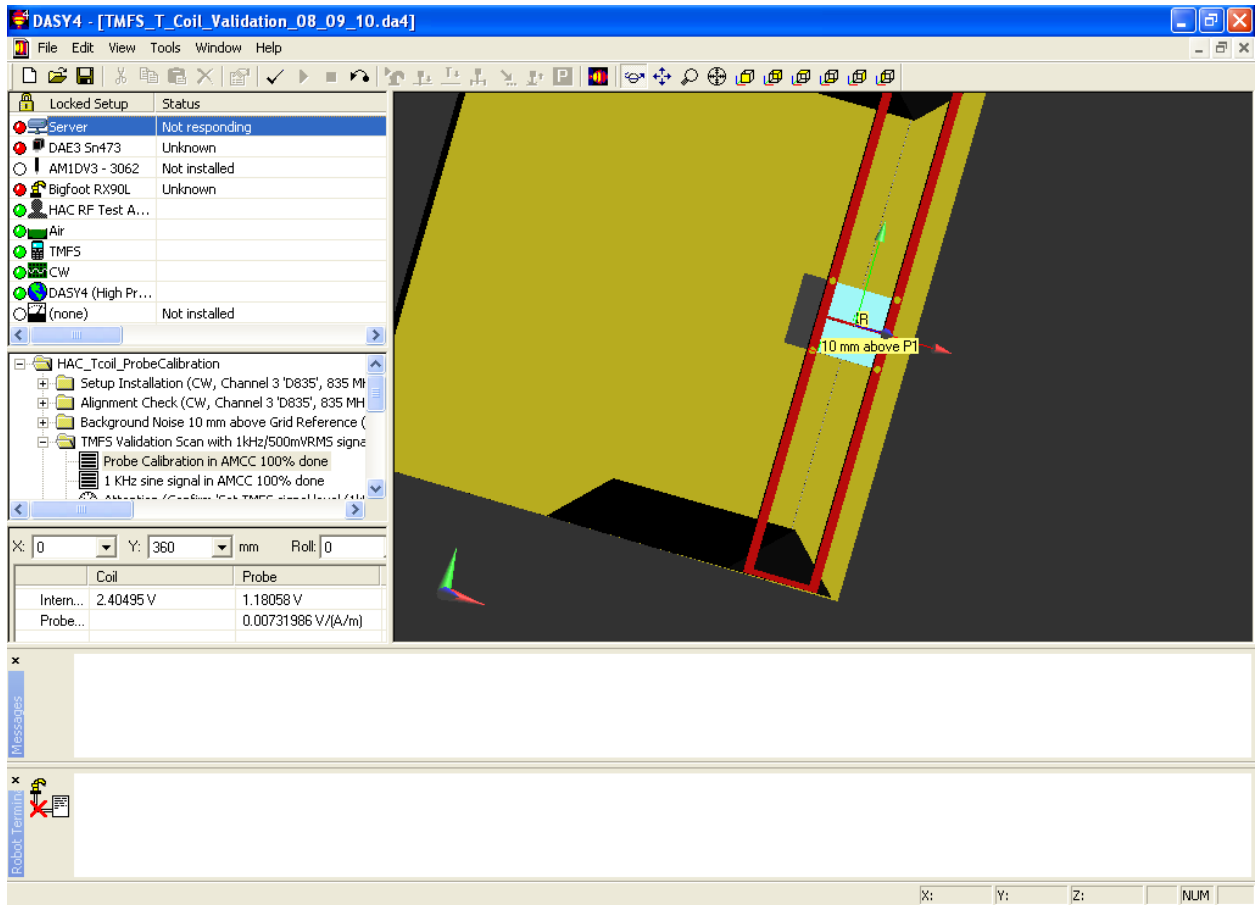 DASY4 - [TMFS_T_Coil_Validation_08_09_10.da4]
File Edit View Tools Window Help
Locked Setup Status
Server Not responding
DAE3 Sn473 Unknown
AM1DV3 - 3062 Not installed
Bigfoot RX90L Unknown
HAC RF Test A...
Air
TMFS
CW
DASY4 (High Pr...
(none) Not installed
R
10 mm above P1
HAC_Tcoil_ProbeCalibration
Setup Installation (CW, Channel 3 'D835', 835 MH
Alignment Check (CW, Channel 3 'D835', 835 MH
Background Noise 10 mm above Grid Reference (
TMFS Validation Scan with 1kHz/500mVRMS signa
Probe Calibration in AMCC 100% done
1 KHz sine signal in AMCC 100% done
X: 0 Y: 360 mm Roll: 0
Coil Probe
Intern... 2.40495 V 1.18058 V
Probe... 0.00731986 V/(A/m)
Messages
Robot Termin
X: Y: Z: NUM